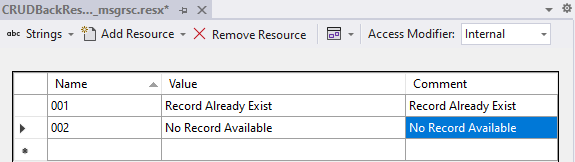 CRUDBackRes..._msgrsc.resx*
abc Strings Add Resource Remove Resource Access Modifier: Internal
Name Value Comment
001 Record Already Exist Record Already Exist
002 No Record Available No Record Available